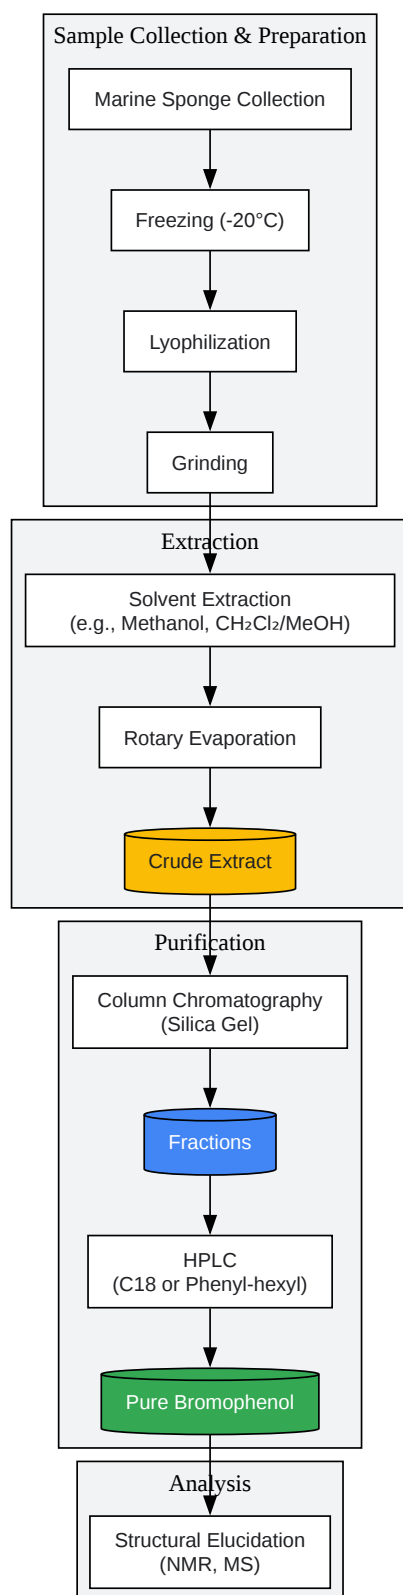 Sample Collection & Preparation
Marine Sponge Collection
Freezing (-20°C)
Lyophilization
Grinding
Extraction
Solvent Extraction
(e.g., Methanol, CH₂Cl₂/MeOH)
Rotary Evaporation
Crude Extract
Purification
Column Chromatography
(Silica Gel)
Fractions
HPLC
(C18 or Phenyl-hexyl)
Pure Bromophenol
Analysis
Structural Elucidation
(NMR, MS)